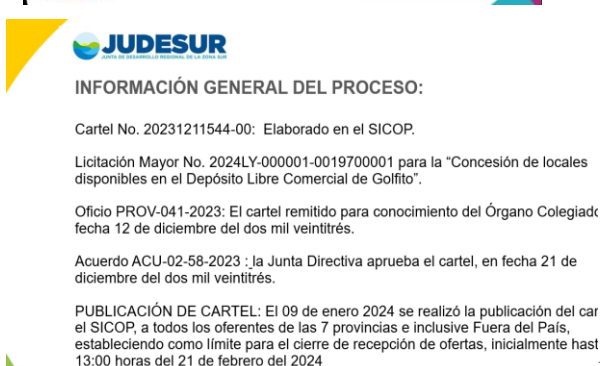 JUDESUR
JUNTA DE DESARROLLO REGIONAL DE LA ZONA SUR
INFORMACIÓN GENERAL DEL PROCESO:
Cartel No. 20231211544-00: Elaborado en el SICOP.
Licitación Mayor No. 2024LY-000001-0019700001 para la “Concesión de locales
disponibles en el Depósito Libre Comercial de Golfito”.
Oficio PROV-041-2023: El cartel remitido para conocimiento del Órgano Colegiado
fecha 12 de diciembre del dos mil veintitrés.
Acuerdo ACU-02-58-2023 : la Junta Directiva aprueba el cartel, en fecha 21 de
diciembre del dos mil veintitrés.
PUBLICACIÓN DE CARTEL: El 09 de enero 2024 se realizó la publicación del car
el SICOP, a todos los oferentes de las 7 provincias e inclusive Fuera del País,
estableciendo como límite para el cierre de recepción de ofertas, inicialmente hast
13:00 horas del 21 de febrero del 2024